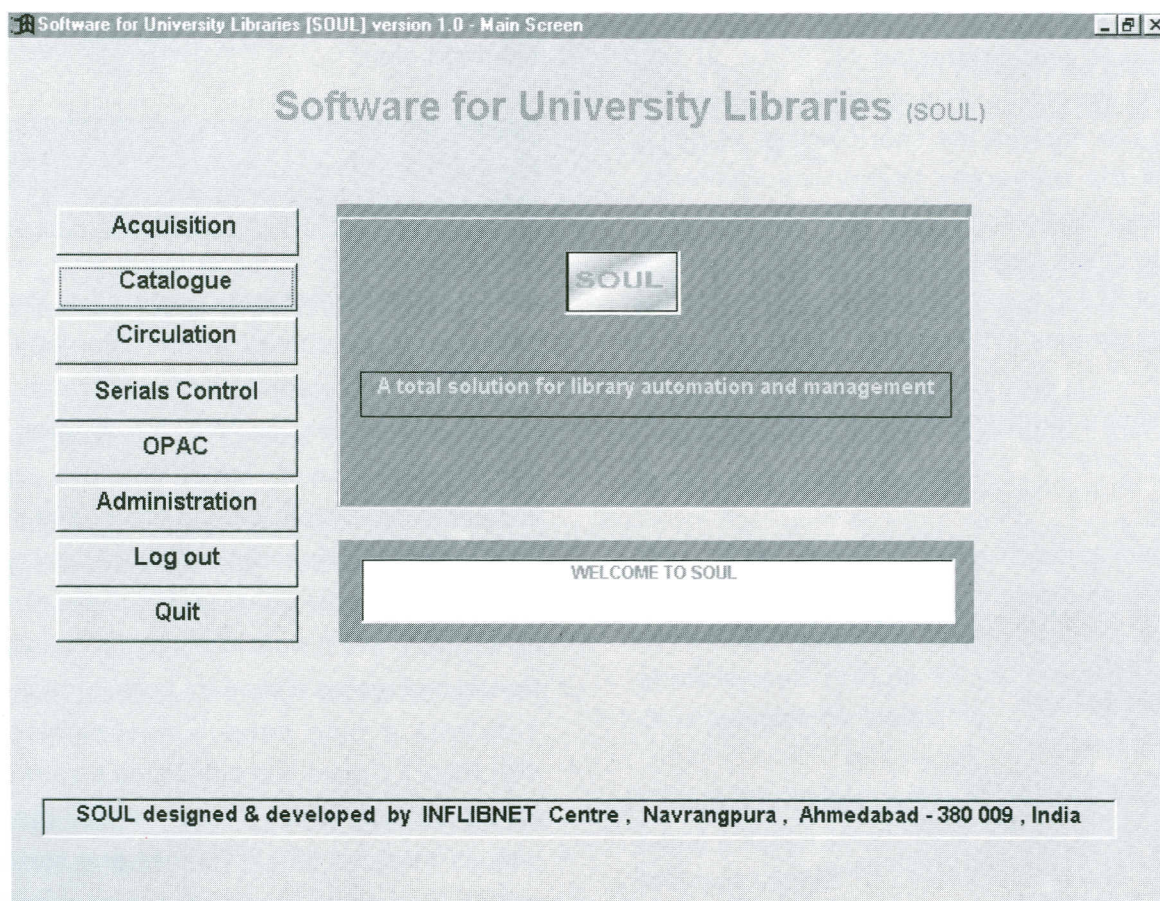 Software for University Libraries [SOUL] version 1.0 - Main Screen
Software for University Libraries (SOUL)
Acquisition
Catalogue
Circulation
Serials Control
OPAC
Administration
Log out
Quit
SOUL
A total solution for library automation and management
WELCOME TO SOUL
SOUL designed & developed by INFLIBNET Centre , Navrangpura , Ahmedabad - 380 009 , India